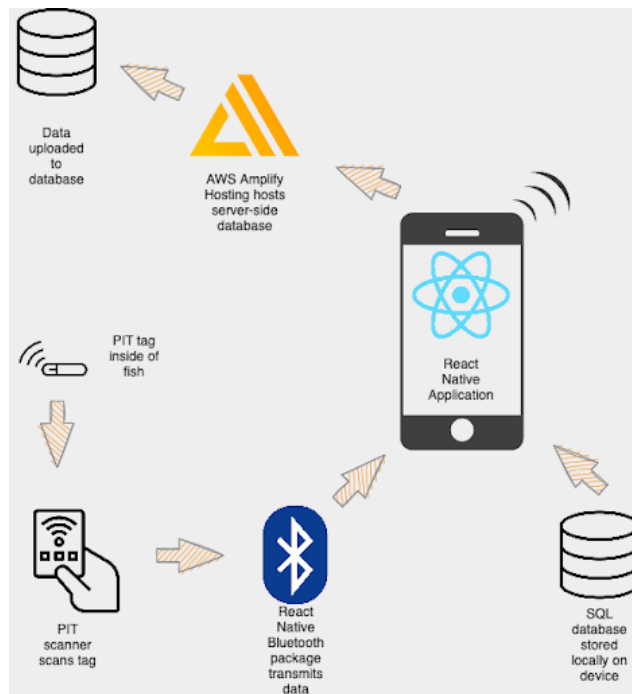 Data
uploaded
to
database
AWS Amplify
Hosting hosts
server-side
database
PIT tag
inside of
fish
React
Native
Application
PIT
scanner
scans tag
React
Native
Bluetooth
package
transmits
data
SQL
database
stored
locally on
device